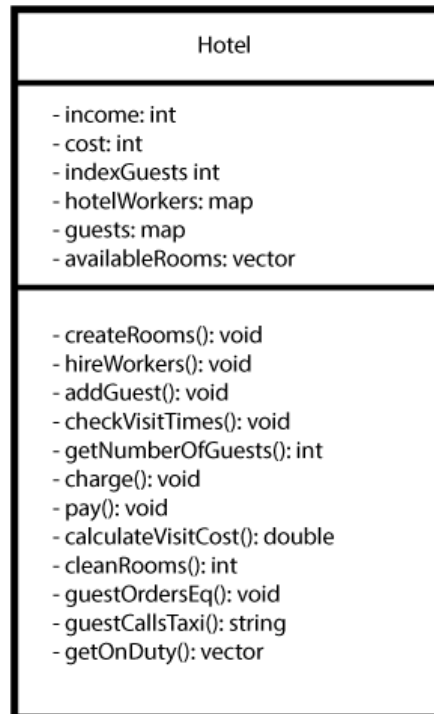 Hotel
- income: int
- cost: int
- indexGuests int
- hotelWorkers: map
- guests: map
- availableRooms: vector
- createRooms(): void
- hireWorkers(): void
- addGuest(): void
- checkVisitTimes(): void
- getNumberOfGuests(): int
- charge(): void
- pay(): void
- calculateVisitCost(): double
- cleanRooms(): int
- guestOrdersEq(): void
- guestCallsTaxi(): string
- getOnDuty(): vector